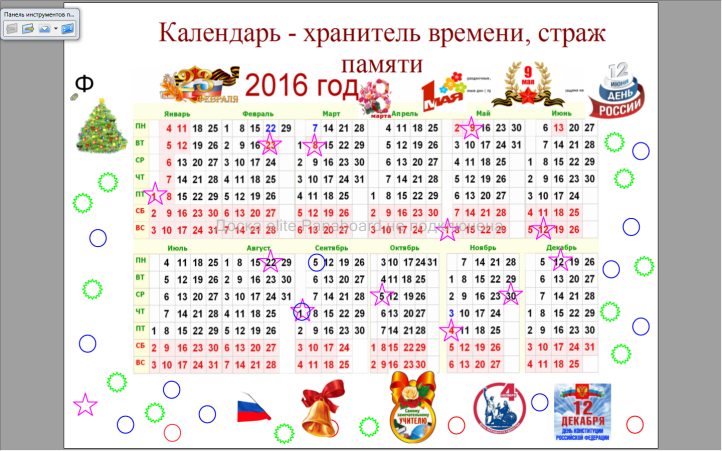 Панель инструментов п...
Календарь - хранитель времени, страж
памяти
Ф
23
ФЕВРАЛЯ
2016 год
8
марта
1 МАЯ
9
мая
12
ИЮНЯ
ДЕНЬ
РОССИИ
Январь Февраль Март Апрель Май Июнь
ПН 4 11 18 25 1 8 15 22 29 7 14 21 28 4 11 18 25 2 9 16 23 30 6 13 20 27
ВТ 5 12 19 26 2 9 16 23 1 8 15 22 29 5 12 19 26 3 10 17 24 31 7 14 21 28
СР 6 13 20 27 3 10 17 24 2 9 16 23 30 6 13 20 27 4 11 18 25 1 8 15 22 29
ЧТ 7 14 21 28 4 11 18 25 3 10 17 24 31 7 14 21 28 5 12 19 26 2 9 16 23 30
ПТ 1 8 15 22 29 5 12 19 26 4 11 18 25 1 8 15 22 29 6 13 20 27 3 10 17 24
СБ 2 9 16 23 30 6 13 20 27 5 12 19 26 2 9 16 23 30 7 14 21 28 4 11 18 25
ВС 3 10 17 24 31 7 14 21 28 6 13 20 27 3 10 17 24 15 22 29 5 12 19 26
Доска elite Panaboard не подключена
Июль Август Сентябрь Октябрь Ноябрь Декабрь
ПН 4 11 18 25 1 8 15 22 29 5 12 19 26 3 10 17 24 31 7 14 21 28 5 12 19 26
ВТ 5 12 19 26 2 9 16 23 30 6 13 20 27 4 11 18 25 1 8 15 22 29 6 13 20 27
СР 6 13 20 27 3 10 17 24 31 7 14 21 28 5 12 19 26 2 9 16 23 30 7 14 21 28
ЧТ 7 14 21 28 4 11 18 25 1 8 15 22 29 6 13 20 27 3 10 17 24 1 8 15 22 29
ПТ 1 8 15 22 29 5 12 19 26 2 9 16 23 30 7 14 21 28 4 11 18 25 2 9 16 23 30
СБ 2 9 16 23 30 6 13 20 27 3 10 17 24 1 8 15 22 29 5 12 19 26 3 10 17 24 31
ВС 3 10 17 24 31 7 14 21 28 4 11 18 25 2 9 16 23 30 6 13 20 27 4 11 18 25
Самому
замечательному
УЧИТЕЛЮ
4
12
ДЕКАБРЯ
ДЕНЬ КОНСТИТУЦИИ
РОССИЙСКОЙ ФЕДЕРАЦИИ